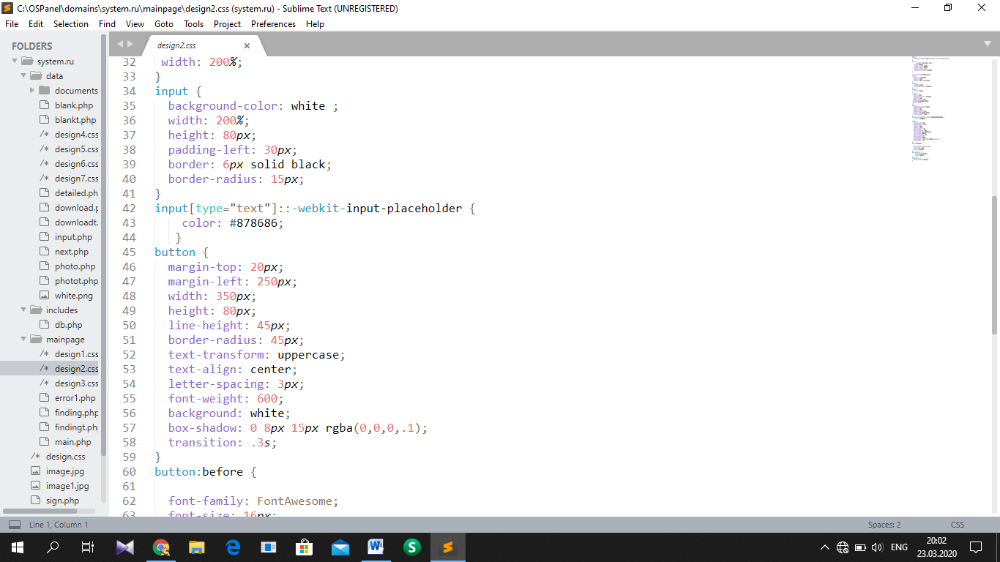 C:\OSPanel\domains\system.ru\mainpage\design2.css (system.ru) - Sublime Text (UNREGISTERED)
File Edit Selection Find View Goto Tools Project Preferences Help
FOLDERS
system.ru
data
documents
blank.php
blankt.php
design4.css
design5.css
design6.css
design7.css
detailed.ph
download.p
downloadt.
input.php
next.php
photo.php
photot.php
white.png
includes
db.php
mainpage
design1.css
design2.css
design3.css
error1.php
finding.php
findingt.ph
main.php
design.css
image.jpg
image1.jpg
sign.php
design2.css
32 width: 200%;
33 }
34 input {
35 background-color: white ;
36 width: 200%;
37 height: 80px;
38 padding-left: 30px;
39 border: 6px solid black;
40 border-radius: 15px;
41 }
42 input[type="text"]::-webkit-input-placeholder {
43 color: #878686;
44 }
45 button {
46 margin-top: 20px;
47 margin-left: 250px;
48 width: 350px;
49 height: 80px;
50 line-height: 45px;
51 border-radius: 45px;
52 text-transform: uppercase;
53 text-align: center;
54 letter-spacing: 3px;
55 font-weight: 600;
56 background: white;
57 box-shadow: 0 8px 15px rgba(0,0,0,.1);
58 transition: .3s;
59 }
60 button:before {
61
62 font-family: FontAwesome;
63 font-size: 16px;
Line 1, Column 1
Spaces: 2
CSS
ENG
20:02
23.03.2020